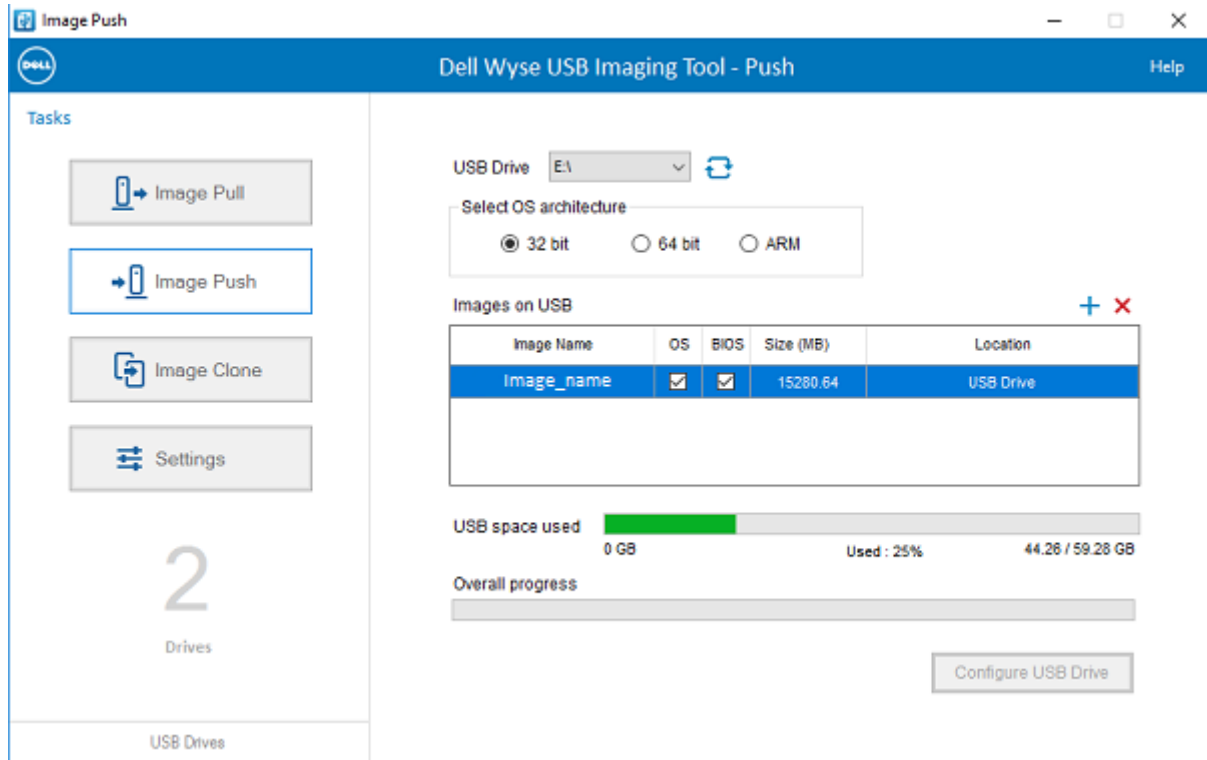 Image Push
DELL
Dell Wyse USB Imaging Tool - Push
Help
Tasks
Image Pull
Image Push
Image Clone
Settings
2
Drives
USB Drives
USB Drive E:\
Select OS architecture
32 bit 64 bit ARM
Images on USB
Image Name OS BIOS Size (MB) Location
Image_name 15280.64 USB Drive
USB space used
0 GB Used : 25% 44.26 / 59.28 GB
Overall progress
Configure USB Drive